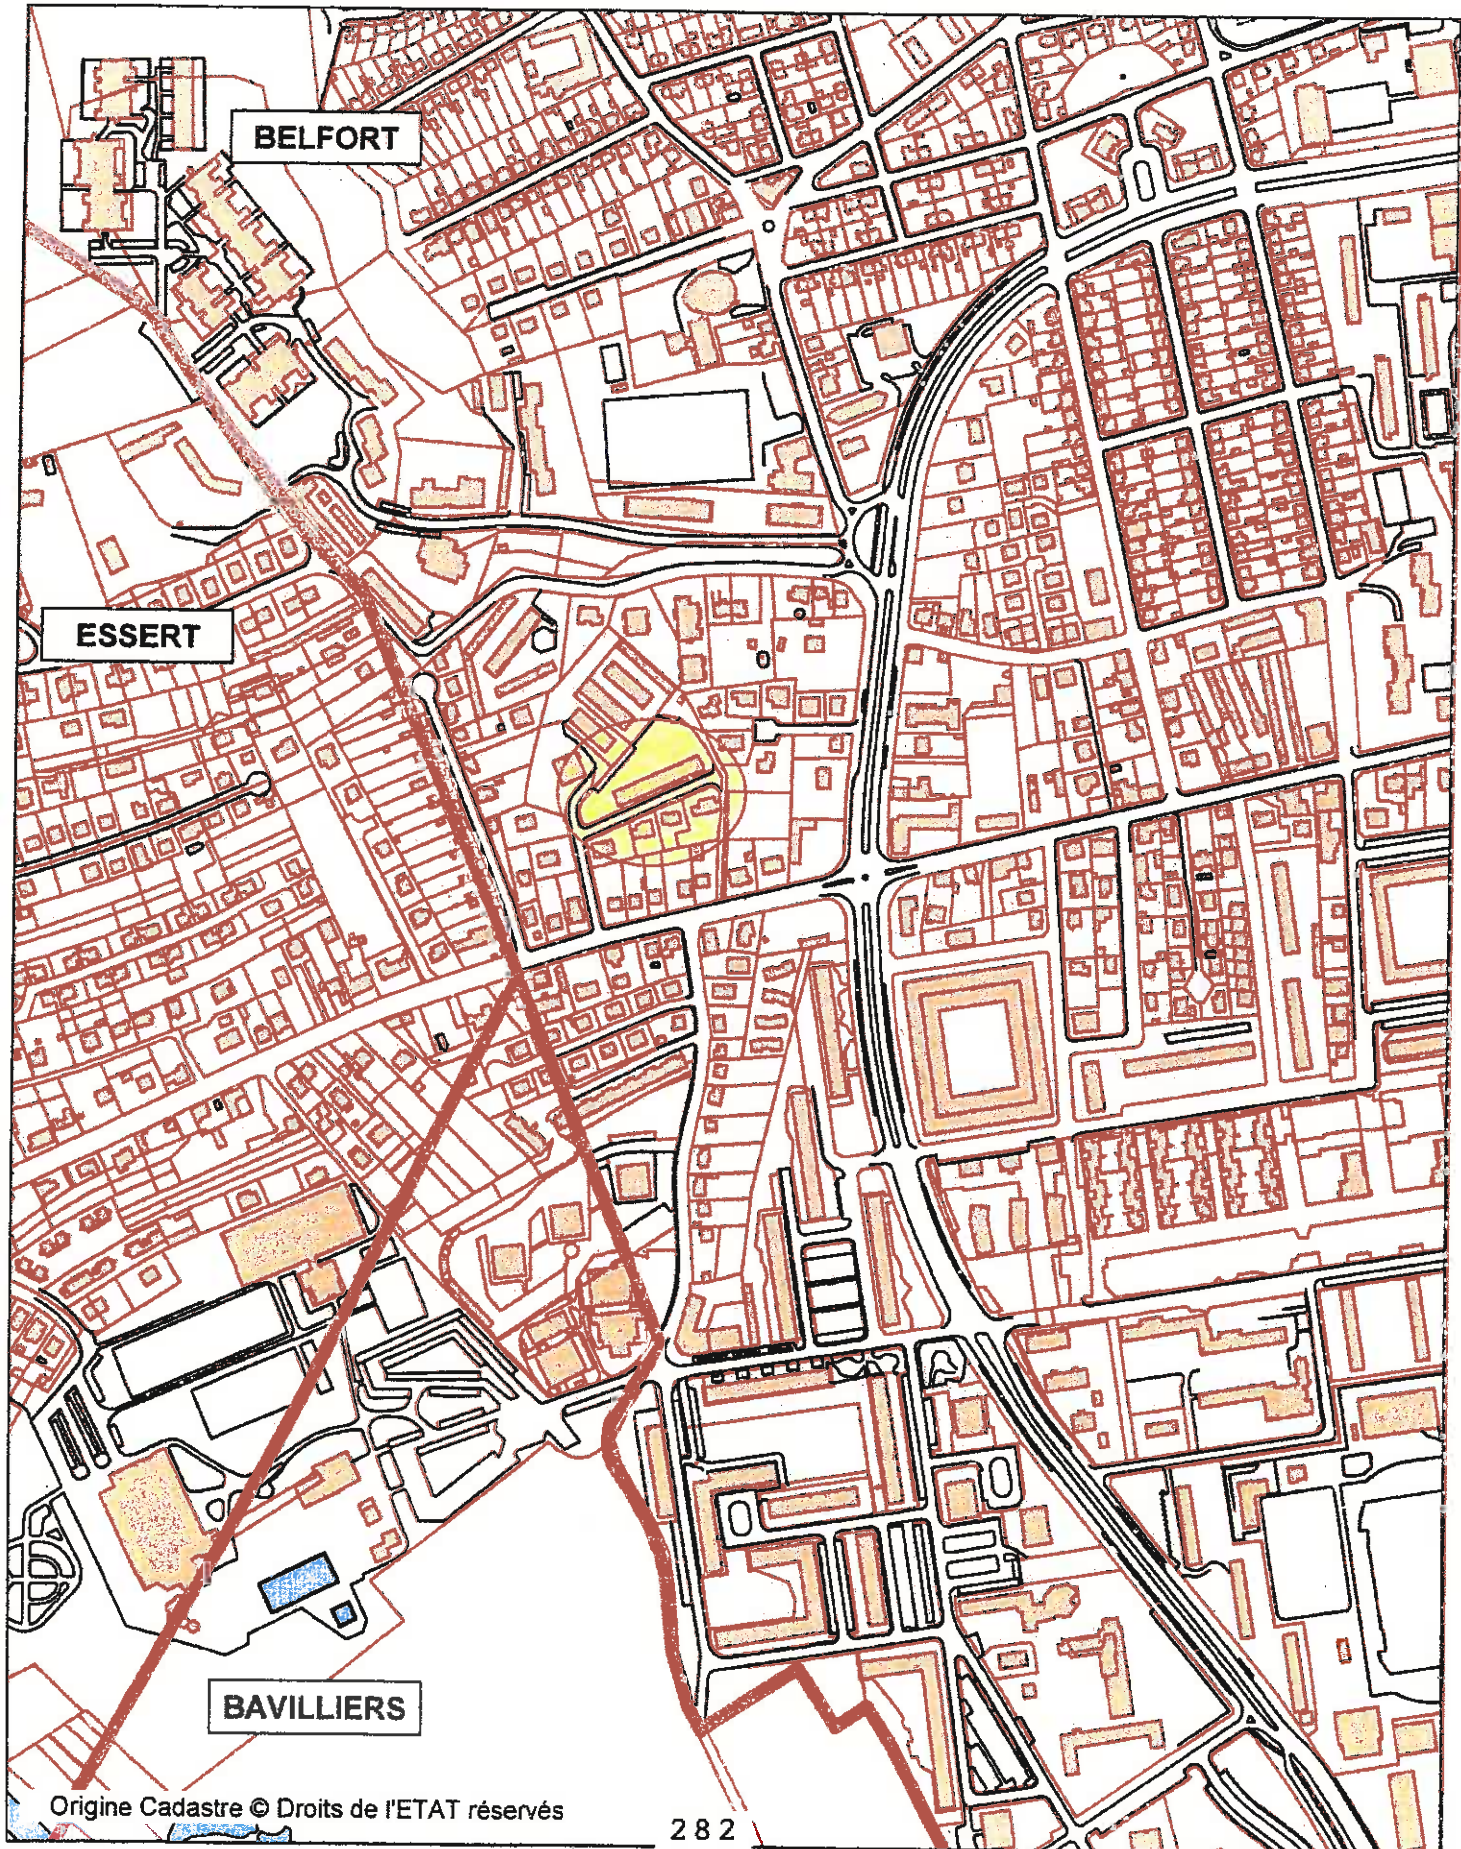 BELFORT
ESSERT
BAVILLIERS
Origine Cadastre © Droits de l'ETAT réservés
282